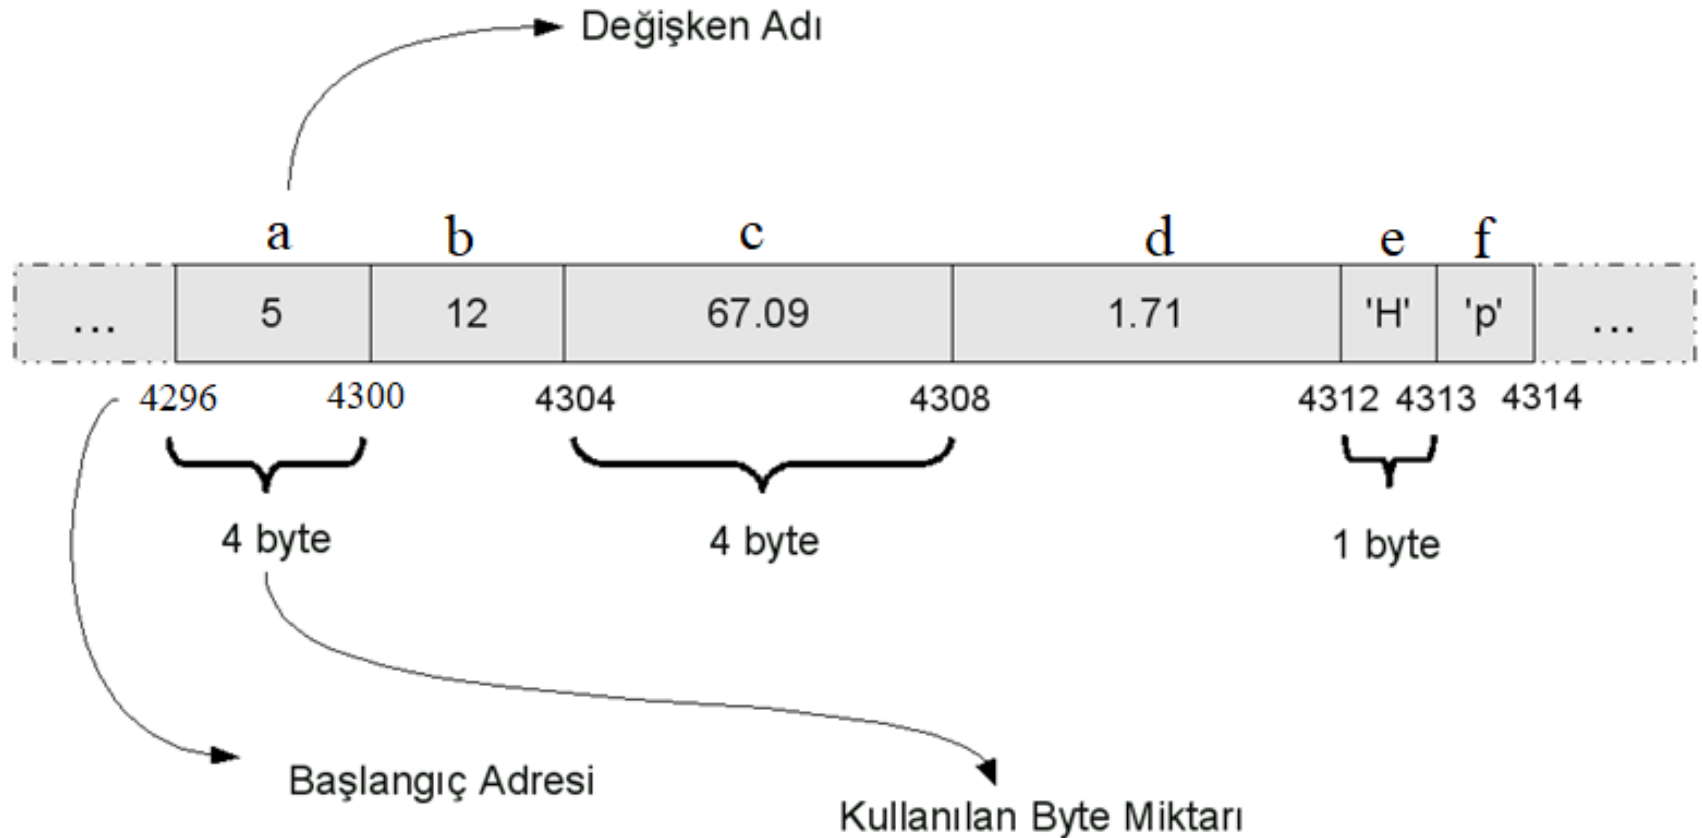 Değişken Adı
a b c d e f
... 5 12 67.09 1.71 'H' 'p' ...
4296 4300 4304 4308 4312 4313 4314
4 byte 4 byte 1 byte
Başlangıç Adresi
Kullanılan Byte Miktarı